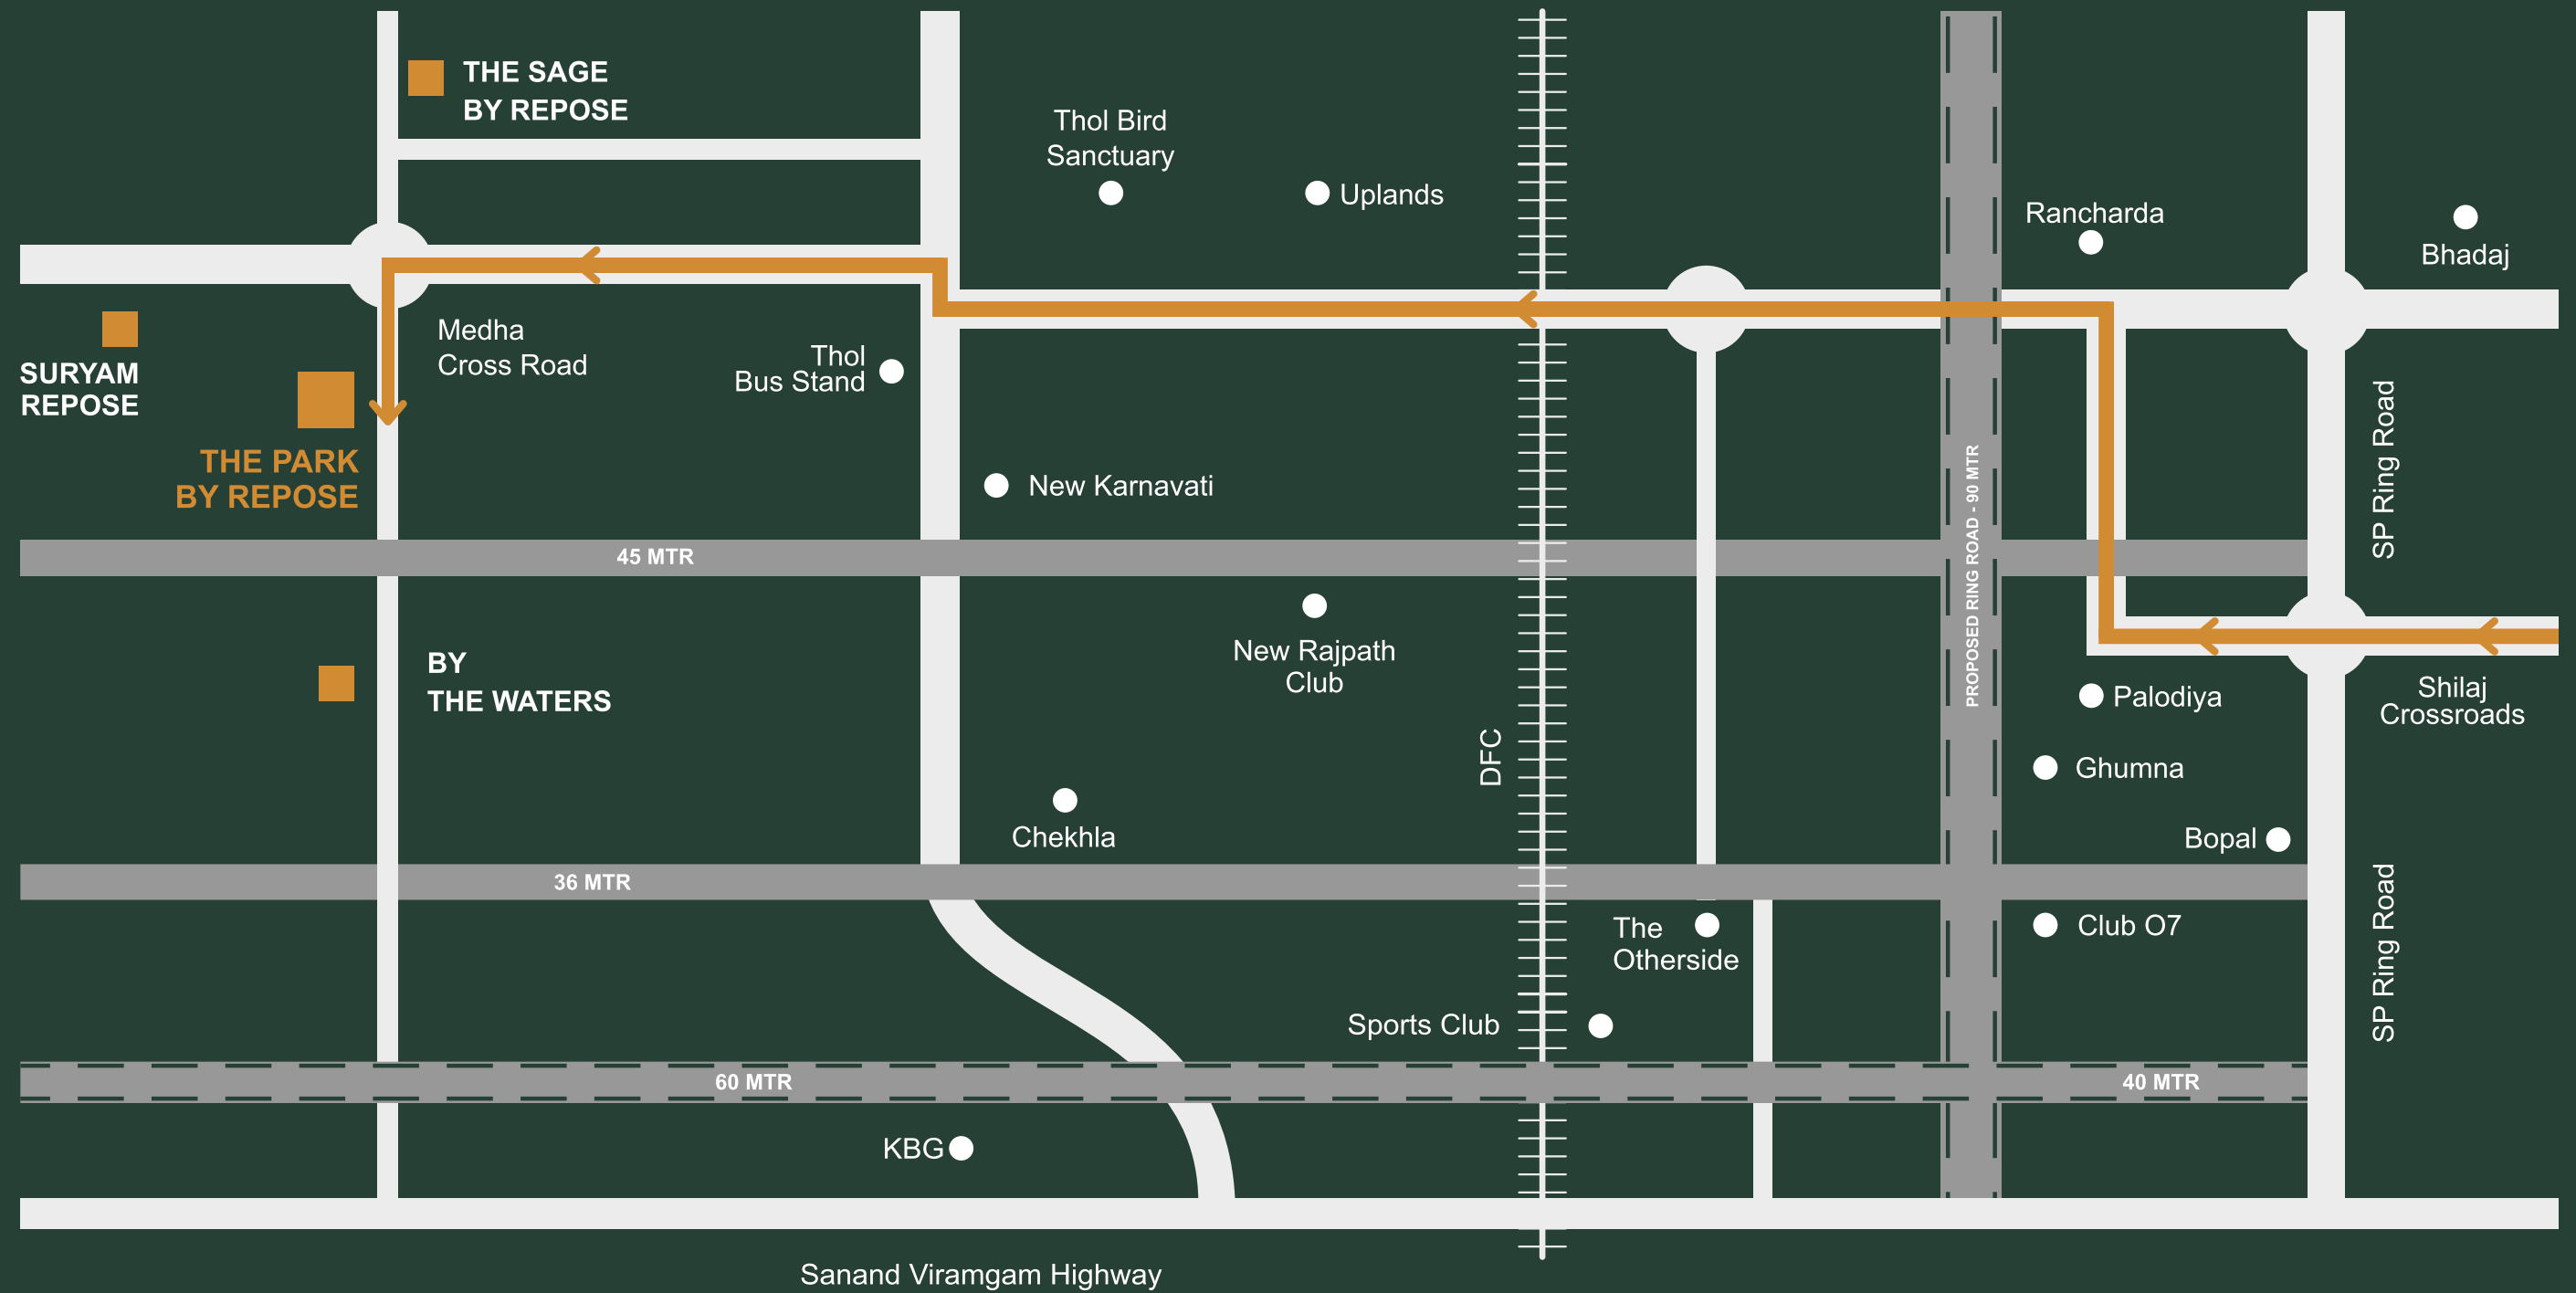 THE SAGE
BY REPOSE
Thol Bird
Sanctuary
Uplands
Rancharda
Bhadaj
Medha
Cross Road
Thol
Bus Stand
SURYAM
REPOSE
THE PARK
BY REPOSE
New Karnavati
SP Ring Road
PROPOSED RING ROAD - 90 MTR
45 MTR
BY
THE WATERS
New Rajpath
Club
Palodiya
Shilaj
Crossroads
DFC
Ghumna
Chekhla
Bopal
36 MTR
The
Otherside
Club O7
SP Ring Road
Sports Club
60 MTR
40 MTR
KBG
Sanand Viramgam Highway